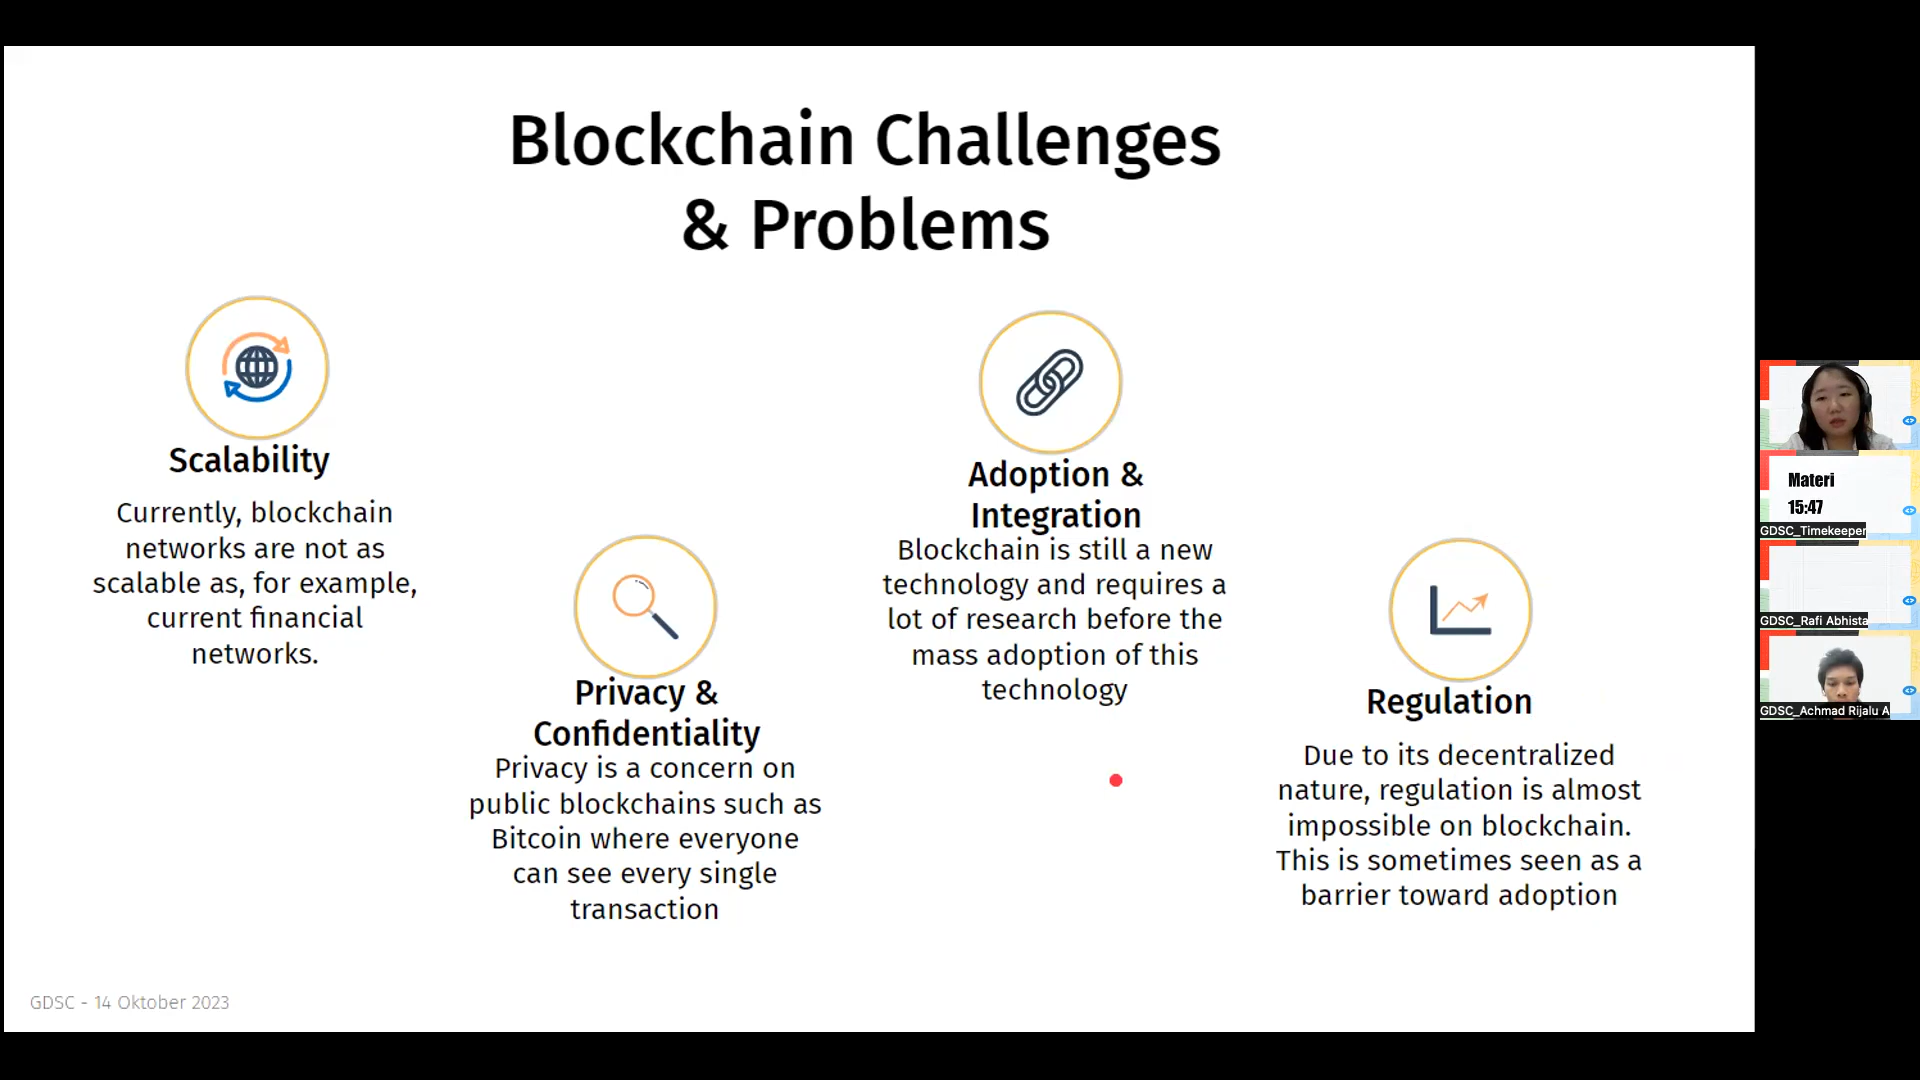 Blockchain Challenges
& Problems
Scalability
Currently, blockchain
networks are not as
scalable as, for example,
current financial
networks.
Privacy &
Confidentiality
Privacy is a concern on
public blockchains such as
Bitcoin where everyone
can see every single
transaction
Adoption &
Integration
Blockchain is still a new
technology and requires a
lot of research before the
mass adoption of this
technology
Regulation
Due to its decentralized
nature, regulation is almost
impossible on blockchain.
This is sometimes seen as a
barrier toward adoption
GDSC - 14 Oktober 2023
Materi
15:47
GDSC_Timekeeper
GDSC_Rafi Abhista
GDSC_Achmad Rijalu A